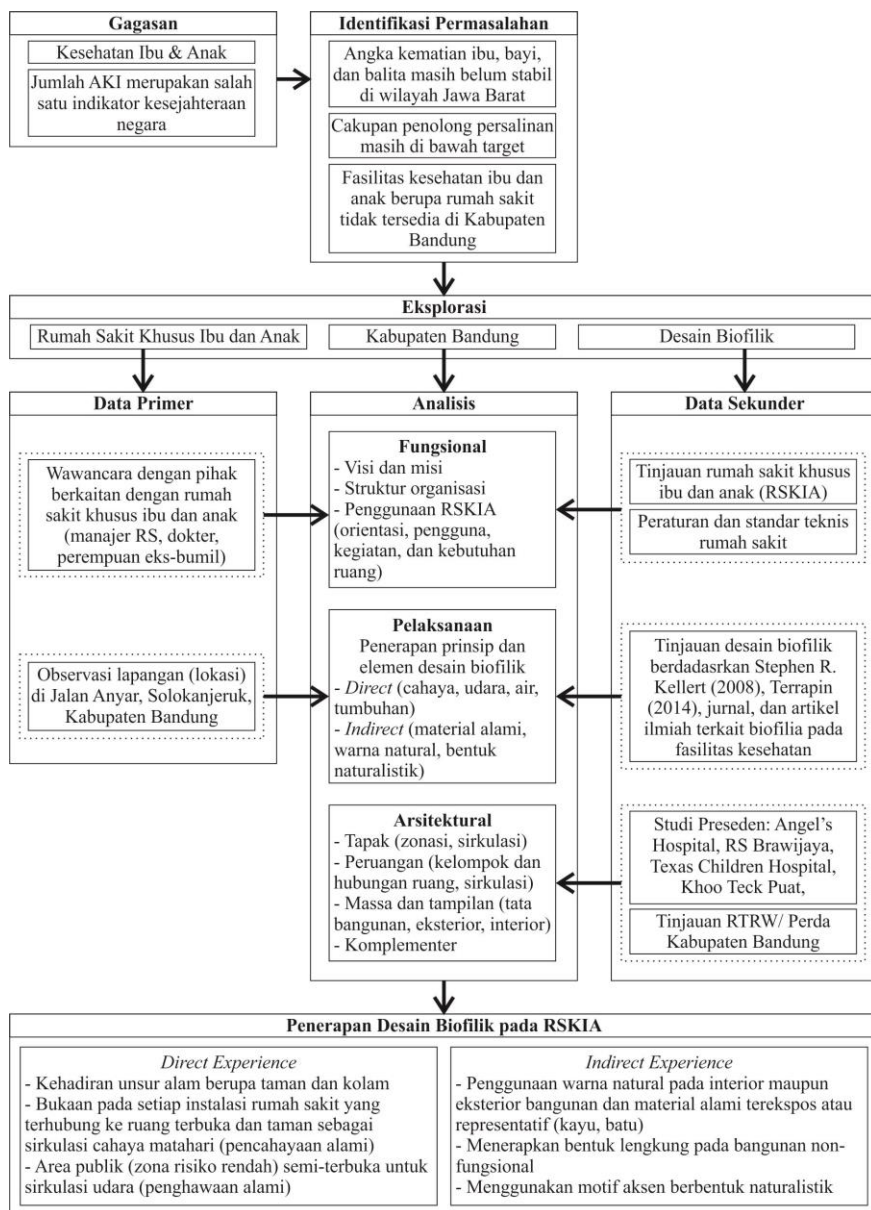 Gagasan
Kesehatan Ibu & Anak
Jumlah AKI merupakan salah
satu indikator kesejahteraan
negara
Identifikasi Permasalahan
Angka kematian ibu, bayi,
dan balita masih belum stabil
di wilayah Jawa Barat
Cakupan penolong persalinan
masih di bawah target
Fasilitas kesehatan ibu dan
anak berupa rumah sakit
tidak tersedia di Kabupaten
Bandung
Eksplorasi
Rumah Sakit Khusus Ibu dan Anak
Kabupaten Bandung
Desain Biofilik
Data Primer
Wawancara dengan pihak
berkaitan dengan rumah
sakit khusus ibu dan anak
(manajer RS, dokter,
perempuan eks-bumil)
Observasi lapangan (lokasi)
di Jalan Anyar, Solokanjeruk,
Kabupaten Bandung
Analisis
Fungsional
- Visi dan misi
- Struktur organisasi
- Penggunaan RSKIA
(orientasi, pengguna,
kegiatan, dan kebutuhan
ruang)
Pelaksanaan
Penerapan prinsip dan
elemen desain biofilik
- Direct (cahaya, udara, air,
tumbuhan)
- Indirect (material alami,
warna natural, bentuk
naturalistik)
Arsitektural
- Tapak (zonasi, sirkulasi)
- Peruangan (kelompok dan
hubungan ruang, sirkulasi)
- Massa dan tampilan (tata
bangunan, eksterior, interior)
- Komplementer
Data Sekunder
Tinjauan rumah sakit khusus
ibu dan anak (RSKIA)
Peraturan dan standar teknis
rumah sakit
Tinjauan desain biofilik
berdadasrkan Stephen R.
Kellert (2008), Terrapin
(2014), jurnal, dan artikel
ilmiah terkait biofilia pada
fasilitas kesehatan
Studi Preseden: Angel's
Hospital, RS Brawijaya,
Texas Children Hospital,
Khoo Teck Puat,
Tinjauan RTRW/ Perda
Kabupaten Bandung
Penerapan Desain Biofilik pada RSKIA
Direct Experience
- Kehadiran unsur alam berupa taman dan kolam
- Bukaan pada setiap instalasi rumah sakit yang
terhubung ke ruang terbuka dan taman sebagai
sirkulasi cahaya matahari (pencahayaan alami)
- Area publik (zona risiko rendah) semi-terbuka untuk
sirkulasi udara (penghawaan alami)
Indirect Experience
- Penggunaan warna natural pada interior maupun
eksterior bangunan dan material alami terekspos atau
representatif (kayu, batu)
- Menerapkan bentuk lengkung pada bangunan non-
fungsional
- Menggunakan motif aksen berbentuk naturalistik